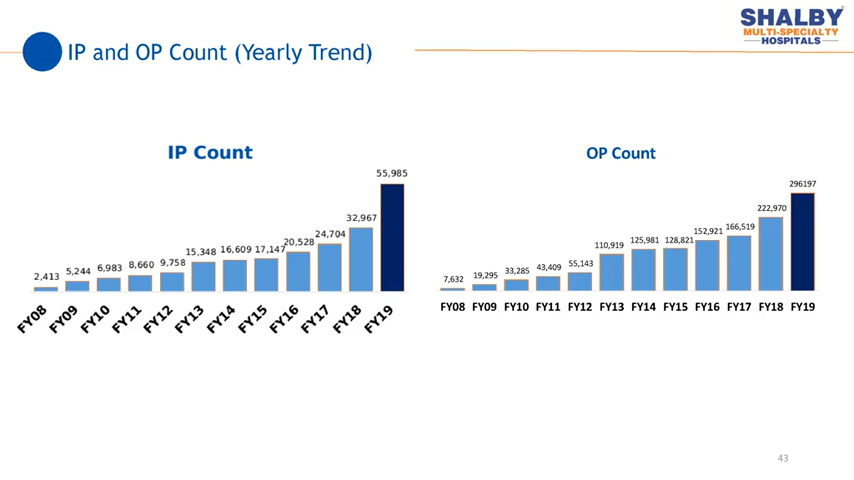 SHALBY
MULTI-SPECIALTY
HOSPITALS
IP and OP Count (Yearly Trend)
IP Count
2,413 5,244 6,983 8,660 9,758 15,348 16,609 17,147 20,528 24,704 32,967 55,985
FY08 FY09 FY10 FY11 FY12 FY13 FY14 FY15 FY16 FY17 FY18 FY19
OP Count
7,632 19,295 33,285 43,409 55,143 110,919 125,981 128,821 152,921 166,519 222,970 296197
FY08 FY09 FY10 FY11 FY12 FY13 FY14 FY15 FY16 FY17 FY18 FY19
43